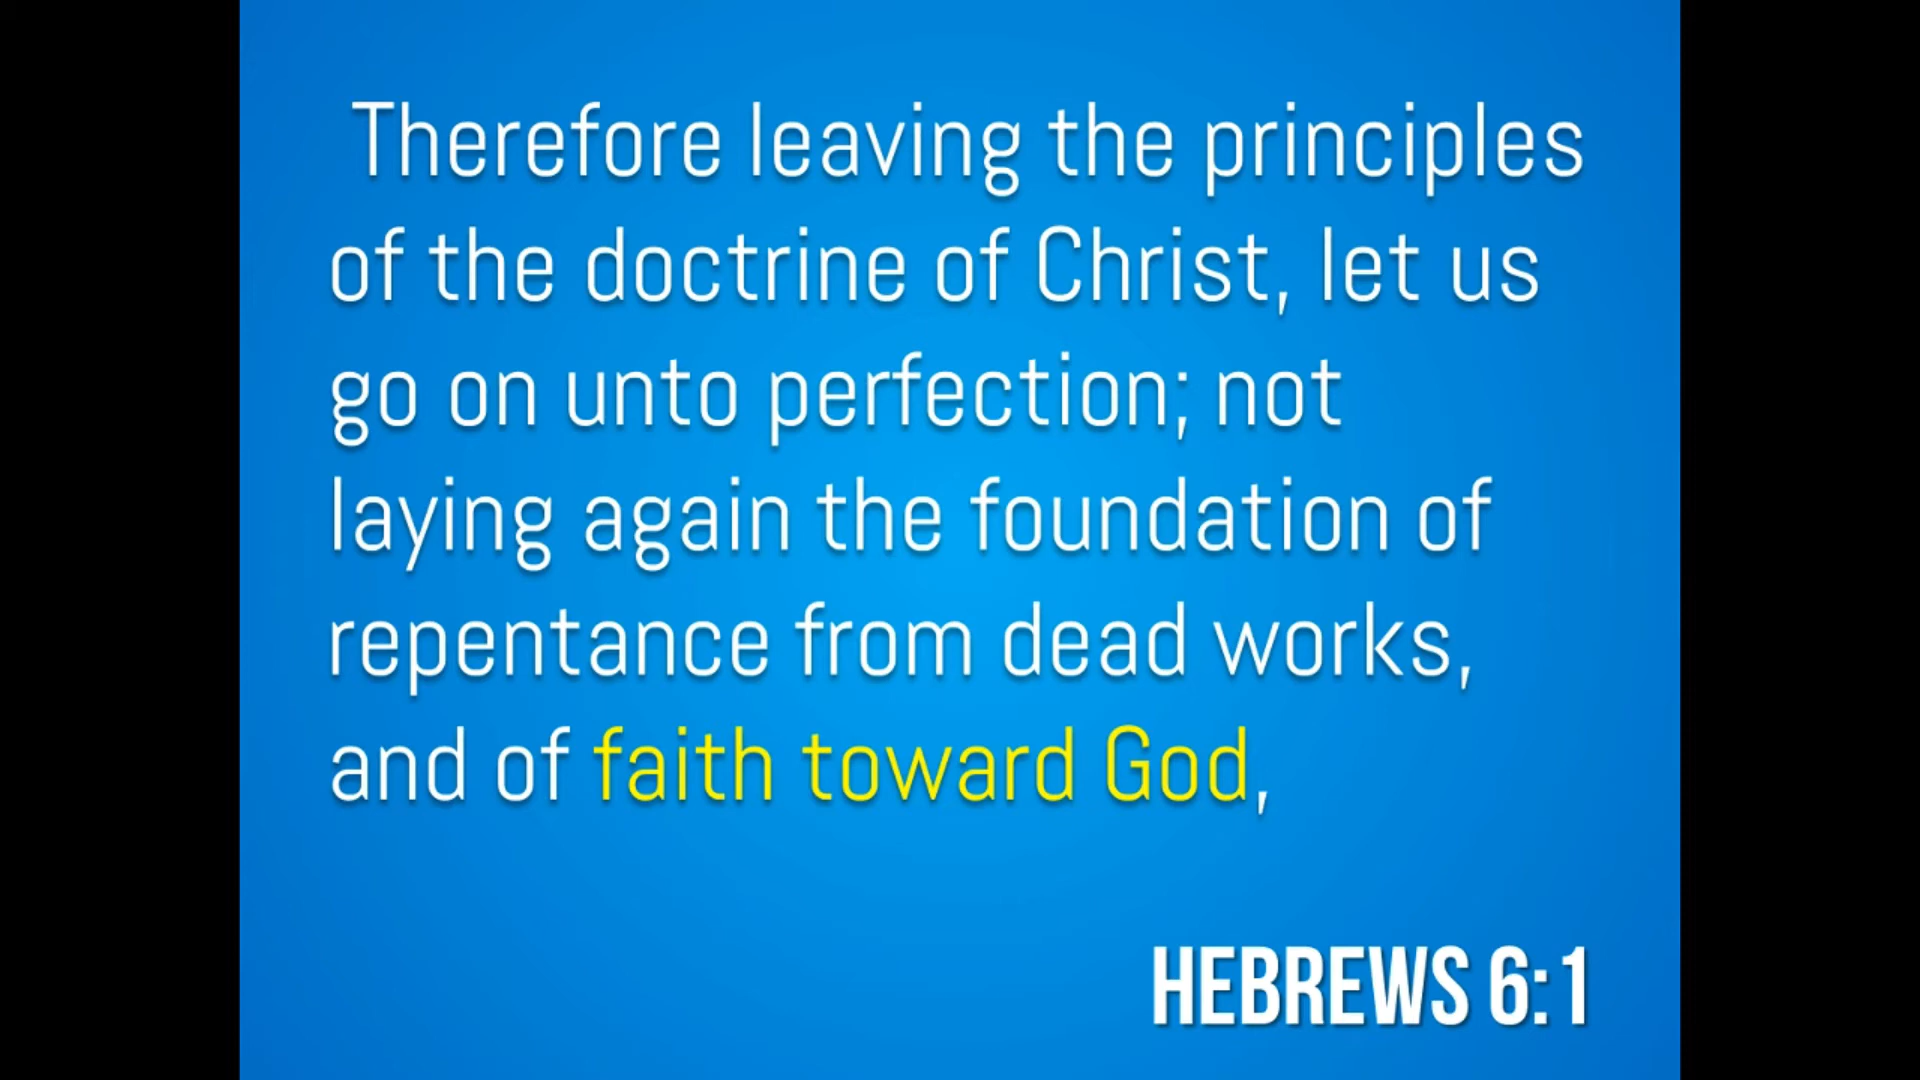 Therefore leaving the principles
of the doctrine of Christ, let us
go on unto perfection; not
laying again the foundation of
repentance from dead works,
and of faith toward God,
HEBREWS 6:1